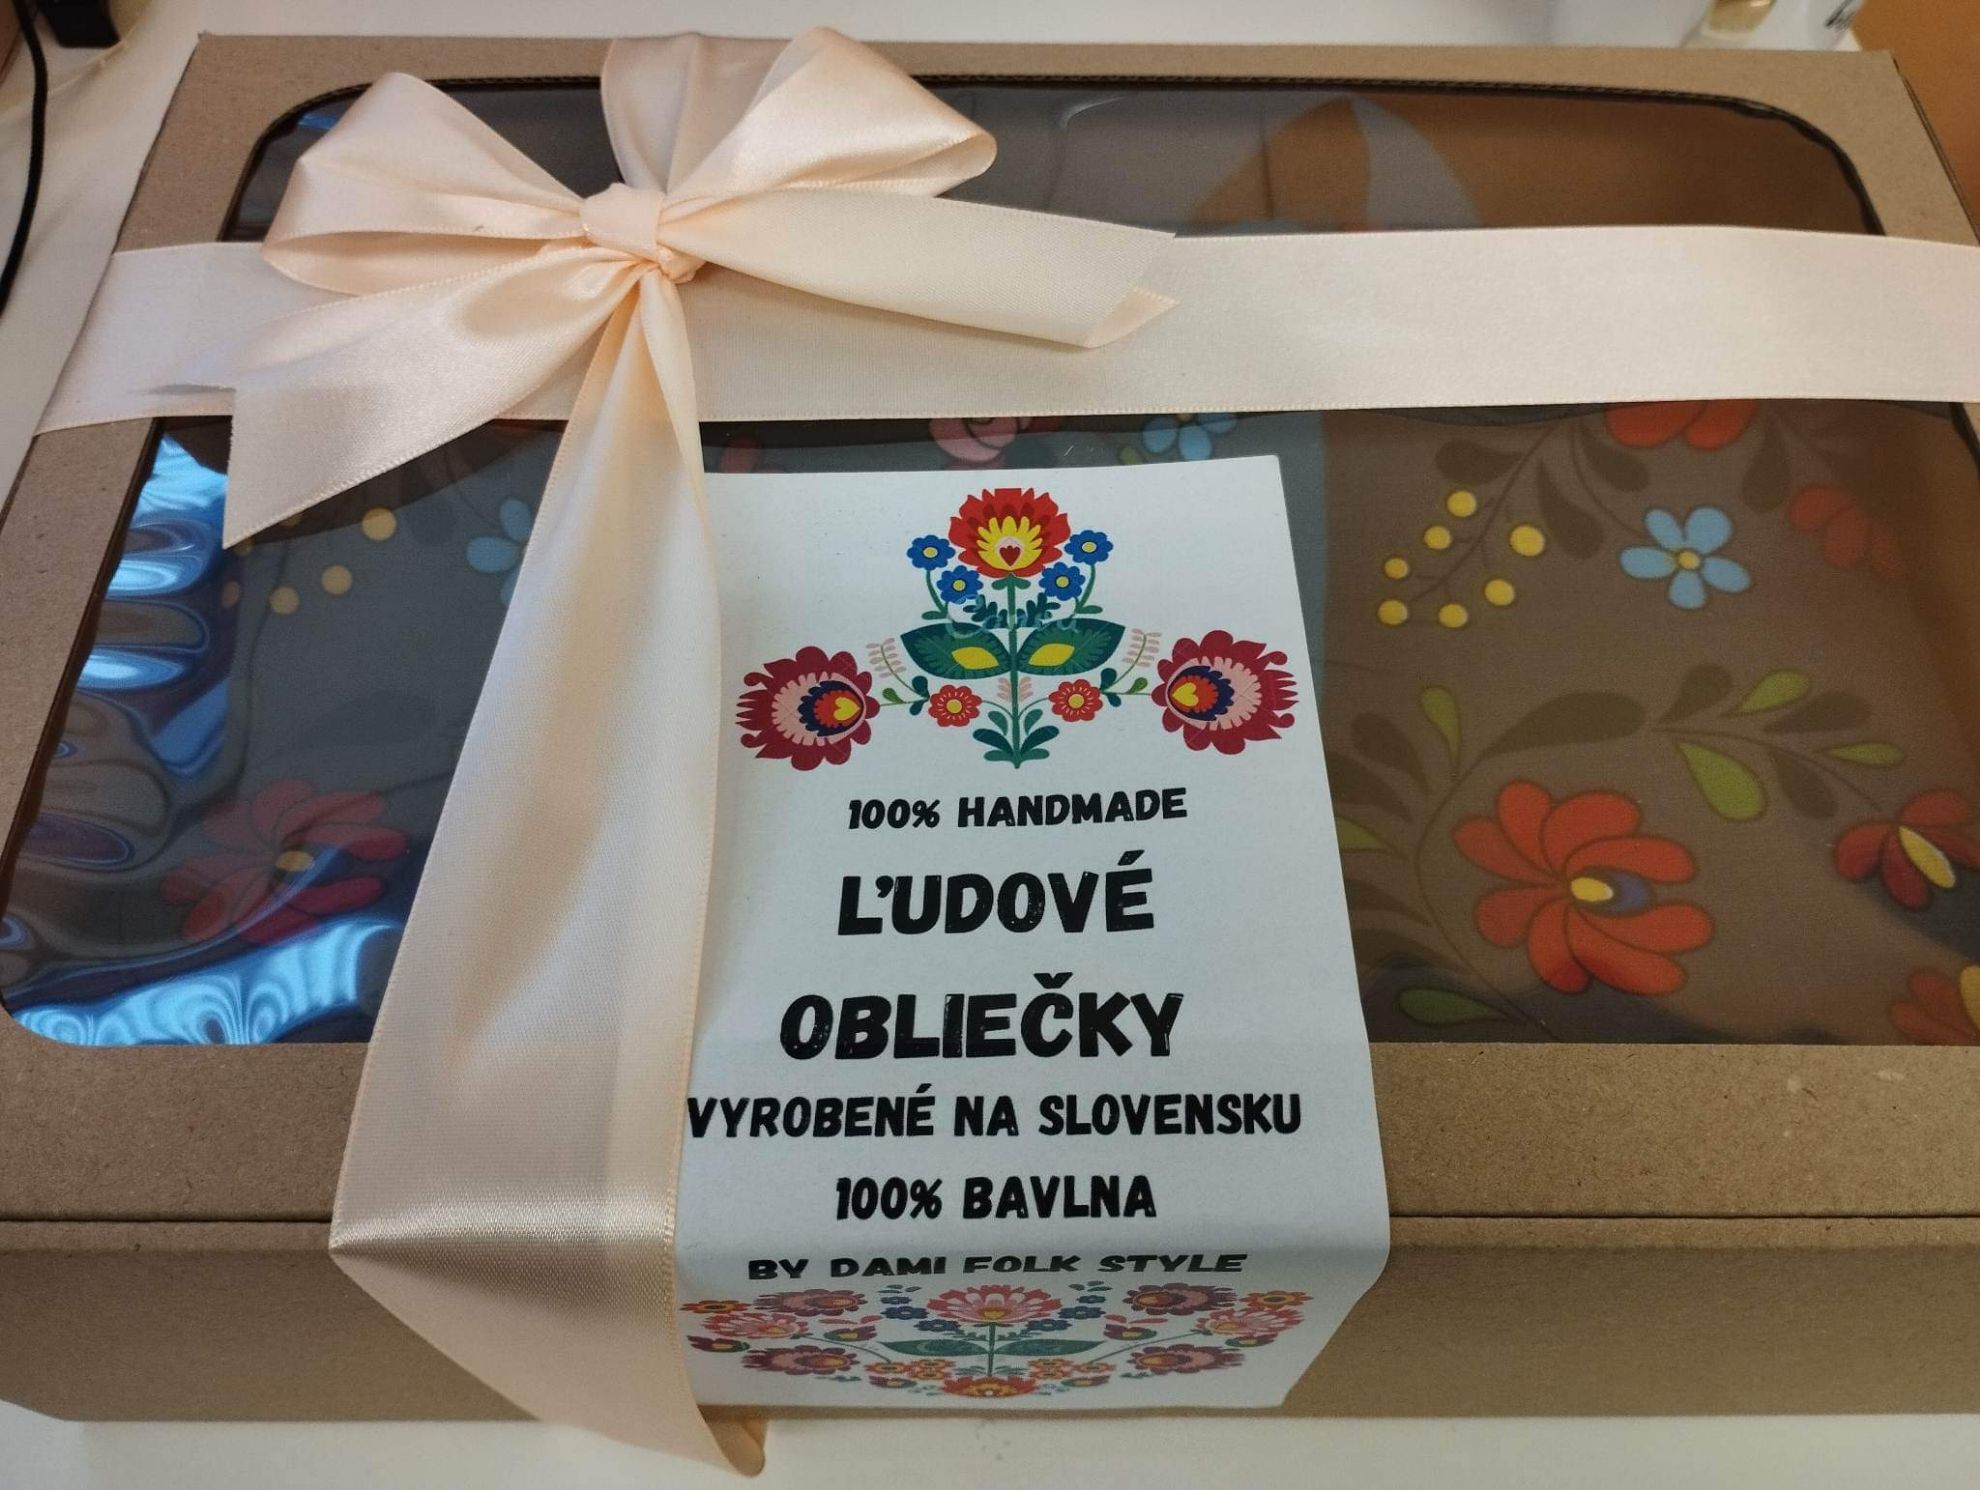 100% HANDMADE
ĽUDOVÉ
OBLIEČKY
VYROBENÉ NA SLOVENSKU
100% BAVLNA
BY DAMI FOLK STYLE